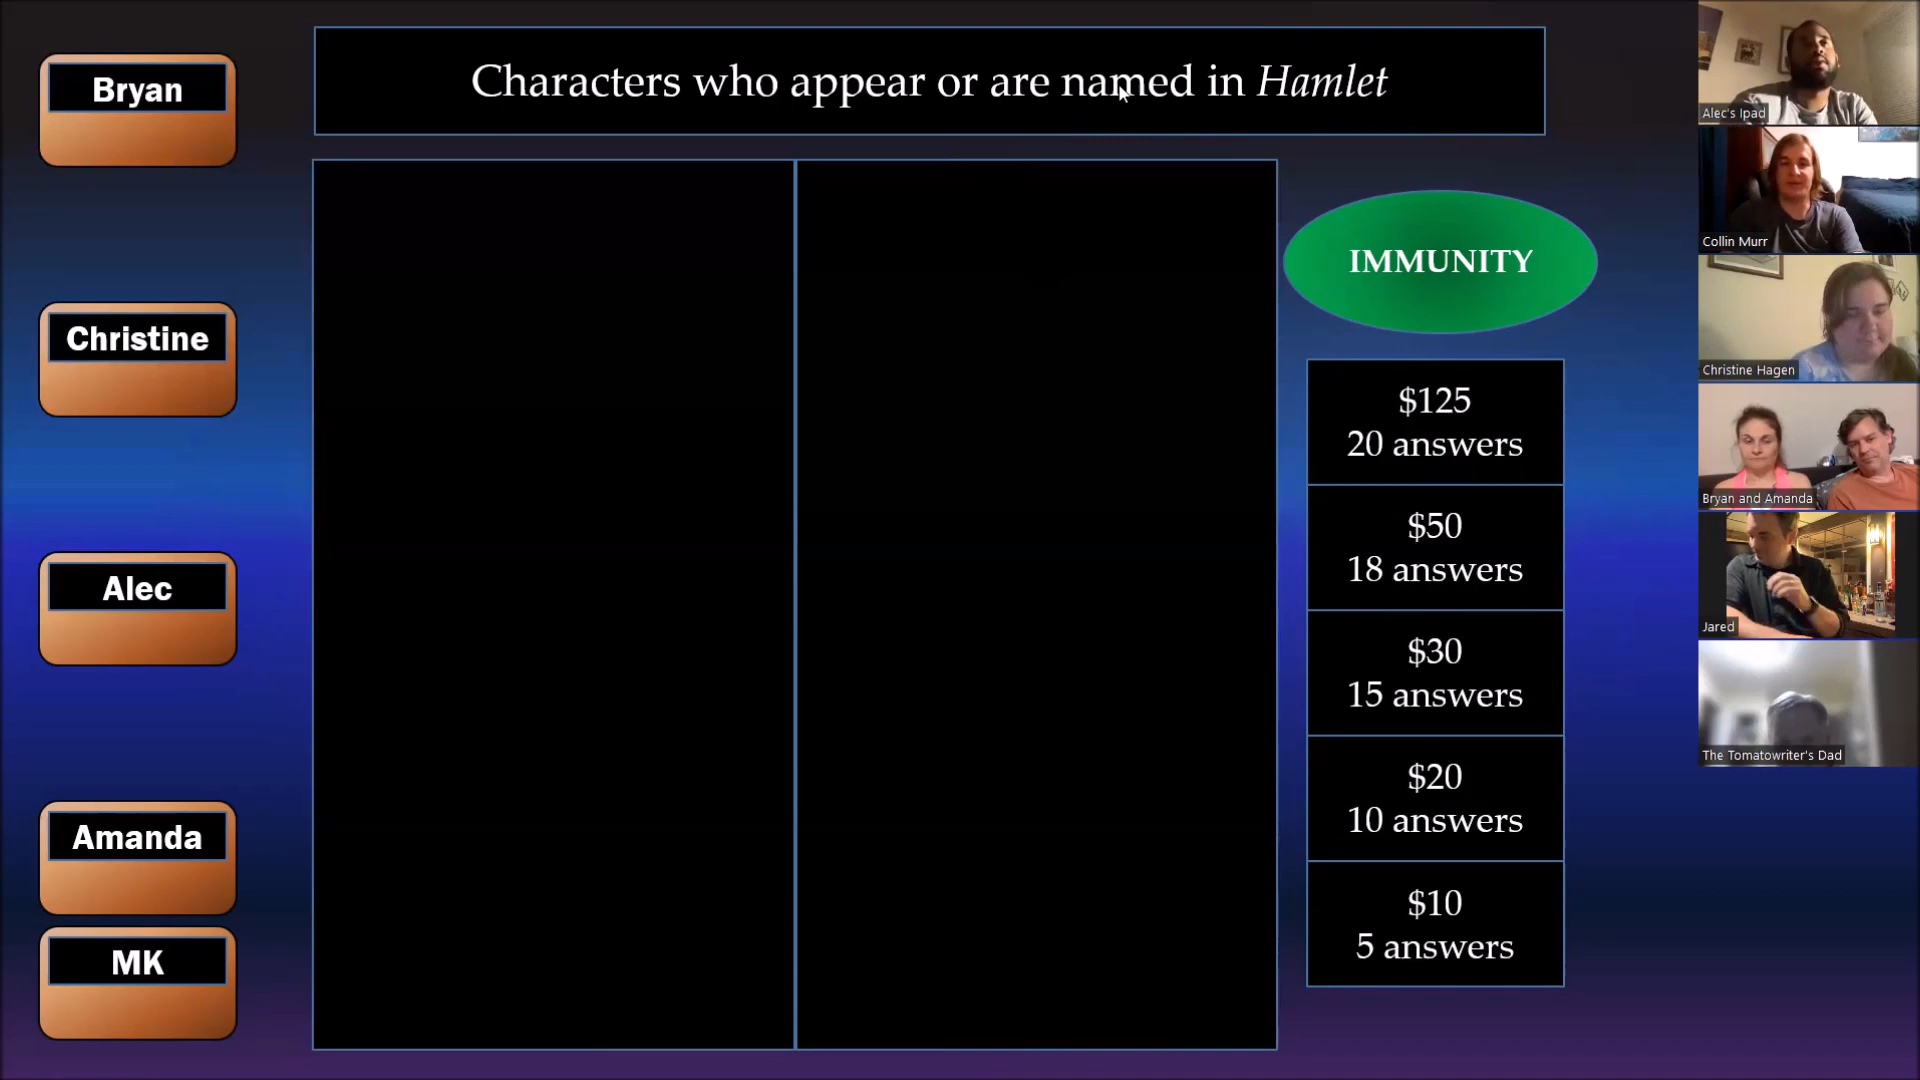 Characters who appear or are named in Hamlet
Bryan
Christine
Alec
Amanda
MK
IMMUNITY
$125
20 answers
$50
18 answers
$30
15 answers
$20
10 answers
$10
5 answers
Alec's Ipad
Collin Murr
Christine Hagen
Bryan and Amanda
Jared
The Tomatowriter's Dad